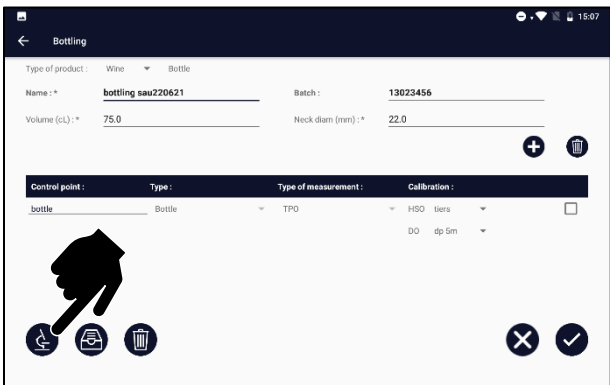 15:07
Bottling
Type of product : Wine Bottle
Name : * bottling sau220621 Batch : 13023456
Volume (cL) : * 75.0 Neck diam (mm) : * 22.0
Control point : Type : Type of measurement : Calibration :
bottle Bottle TPO HSO tiers
DO dp 5m